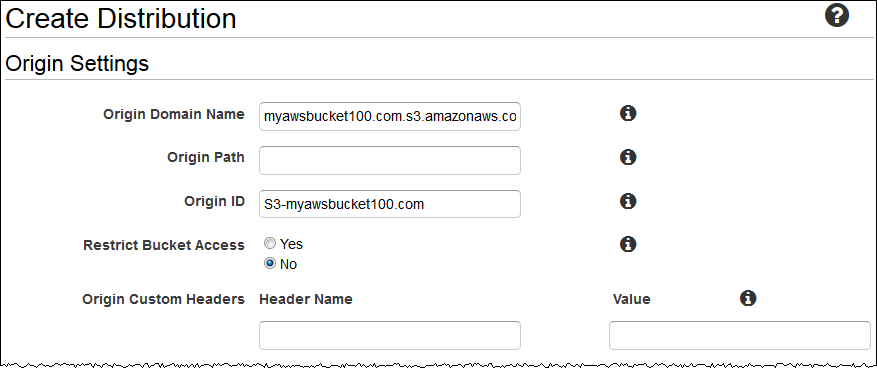 Create Distribution
Origin Settings
Origin Domain Name myawsbucket100.com.s3.amazonaws.co
Origin Path
Origin ID S3-myawsbucket100.com
Restrict Bucket Access Yes
No
Origin Custom Headers Header Name Value